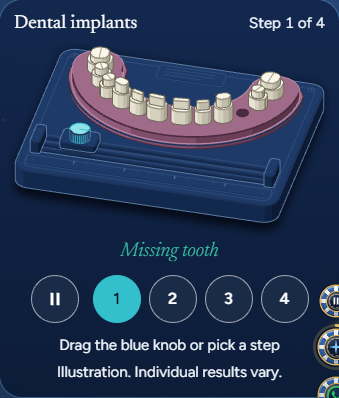 Dental implants
Step 1 of 4
Missing tooth
1
2
3
4
Drag the blue knob or pick a step
Illustration. Individual results vary.